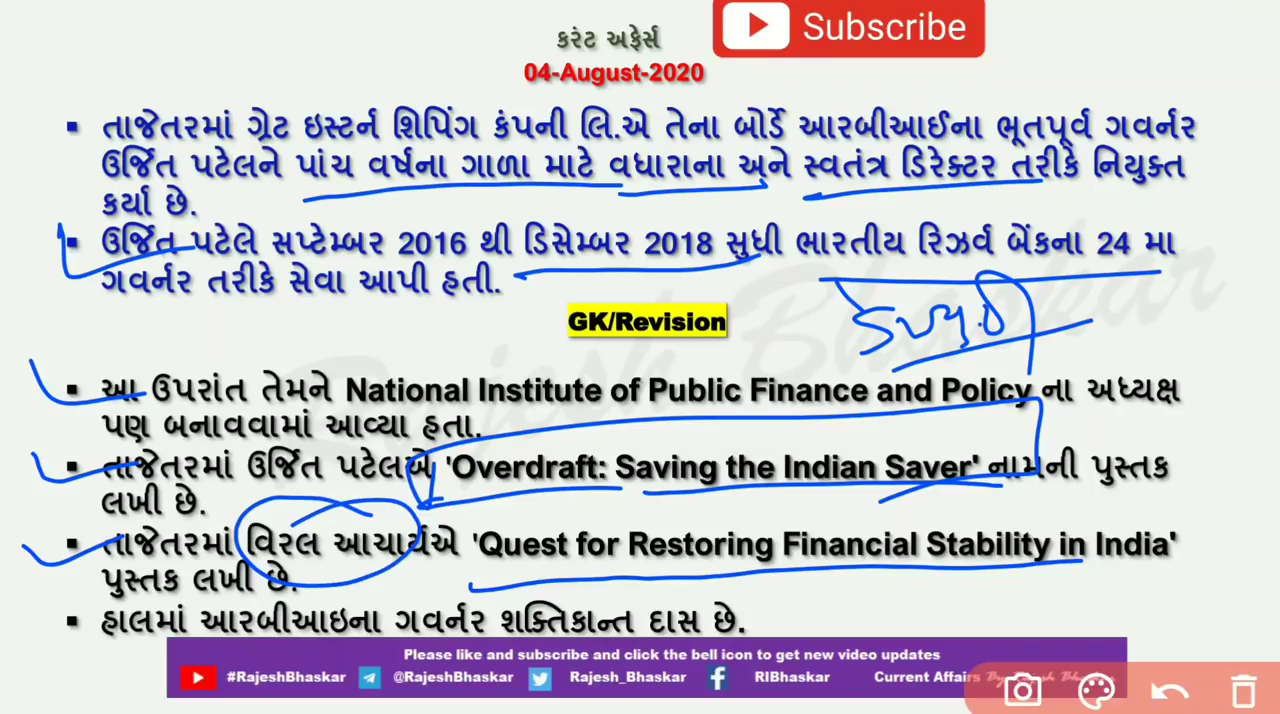 કરંટ અફેર્સ
Subscribe
04-August-2020
▪ તાજેતરમાં ગ્રેટ ઇસ્ટર્ન શિપિંગ કંપની લિ.એ તેના બોર્ડે આરબીઆઈના ભૂતપૂર્વ ગવર્નર
ઉર્જિત પટેલને પાંચ વર્ષના ગાળા માટે વધારાના અને સ્વતંત્ર ડિરેક્ટર તરીકે નિયુક્ત
કર્યા છે.
▪ ઉર્જિત પટેલે સપ્ટેમ્બર 2016 થી ડિસેમ્બર 2018 સુધી ભારતીય રિઝર્વ બેંકના 24 મા
ગવર્નર તરીકે સેવા આપી હતી.
GK/Revision
▪ આ ઉપરાંત તેમને National Institute of Public Finance and Policy ના અધ્યક્ષ
પણ બનાવવામાં આવ્યા હતા.
▪ તાજેતરમાં ઉર્જિત પટેલએ 'Overdraft: Saving the Indian Saver' નામની પુસ્તક
લખી છે.
▪ તાજેતરમાં વિરલ આચાર્યએ 'Quest for Restoring Financial Stability in India'
પુસ્તક લખી છે.
▪ હાલમાં આરબીઆઇના ગવર્નર શક્તિકાન્ત દાસ છે.
Rajesh Bhaskar
Please like and subscribe and click the bell icon to get new video updates
#RajeshBhaskar @RajeshBhaskar Rajesh_Bhaskar RIBhaskar Current Affairs By Rajesh Bhaskar